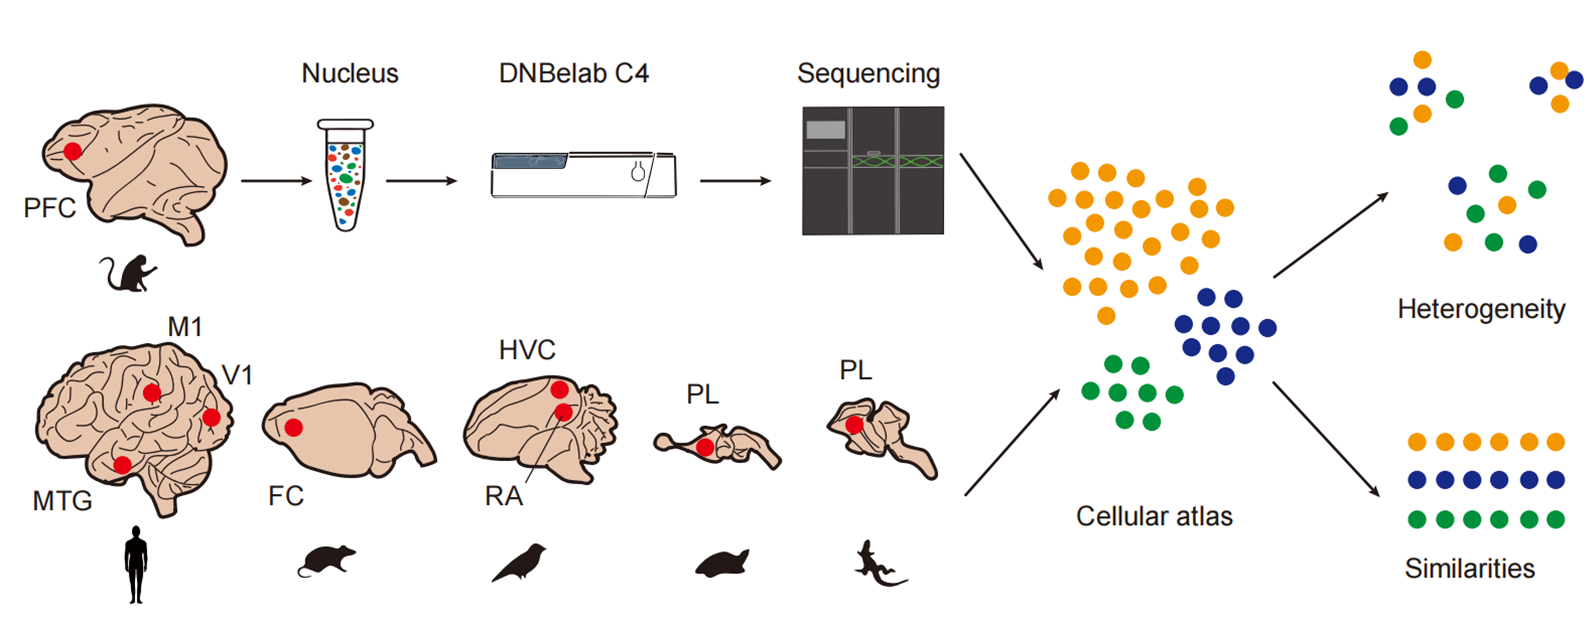 Nucleus
DNBelab C4
Sequencing
PFC
Heterogeneity
M1
V1
HVC
PL
PL
MTG
FC
RA
Cellular atlas
Similarities